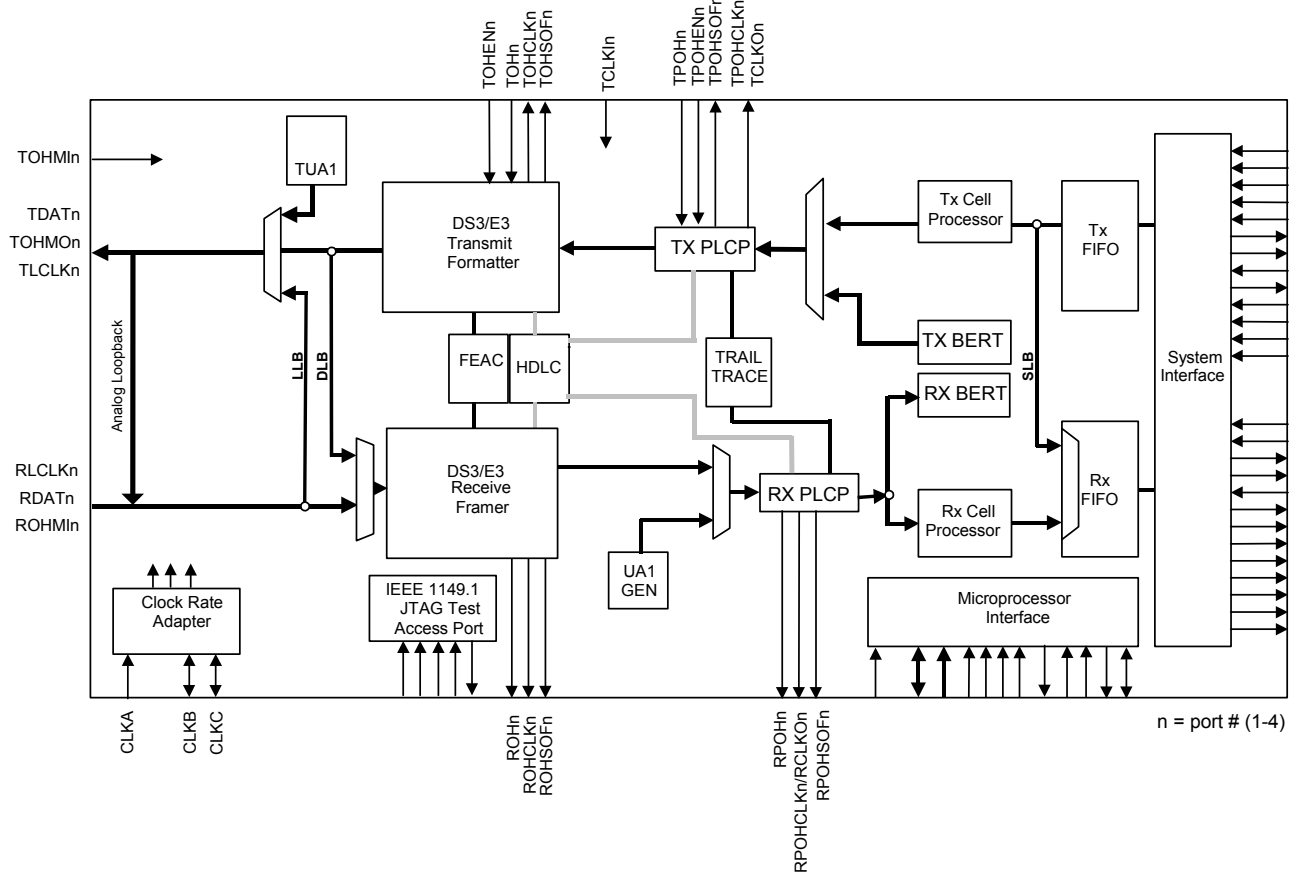 TOHENn
TOHn
TOHCLKn
TOHSOFn
TCLKIn
TPOHn
TPOHENn
TPOHSOFn
TPOHCLKn
TCLKOn
TOHMIn
TUA1
TDATn
TOHMOn
TLCLKn
DS3/E3
Transmit
Formatter
TX PLCP
Tx Cell
Processor
Tx
FIFO
System
Interface
Analog Loopback
LLB
DLB
FEAC
HDLC
TRAIL
TRACE
TX BERT
RX BERT
SLB
RLCLKn
RDATn
ROHMIn
DS3/E3
Receive
Framer
RX PLCP
Rx Cell
Processor
Rx
FIFO
UA1
GEN
Clock Rate
Adapter
IEEE 1149.1
JTAG Test
Access Port
Microprocessor
Interface
CLKA
CLKB
CLKC
ROHn
ROHCLKn
ROHSOFn
RPOHn
RPOHCLKn/RCLKOn
RPOHSOFn
n = port # (1-4)